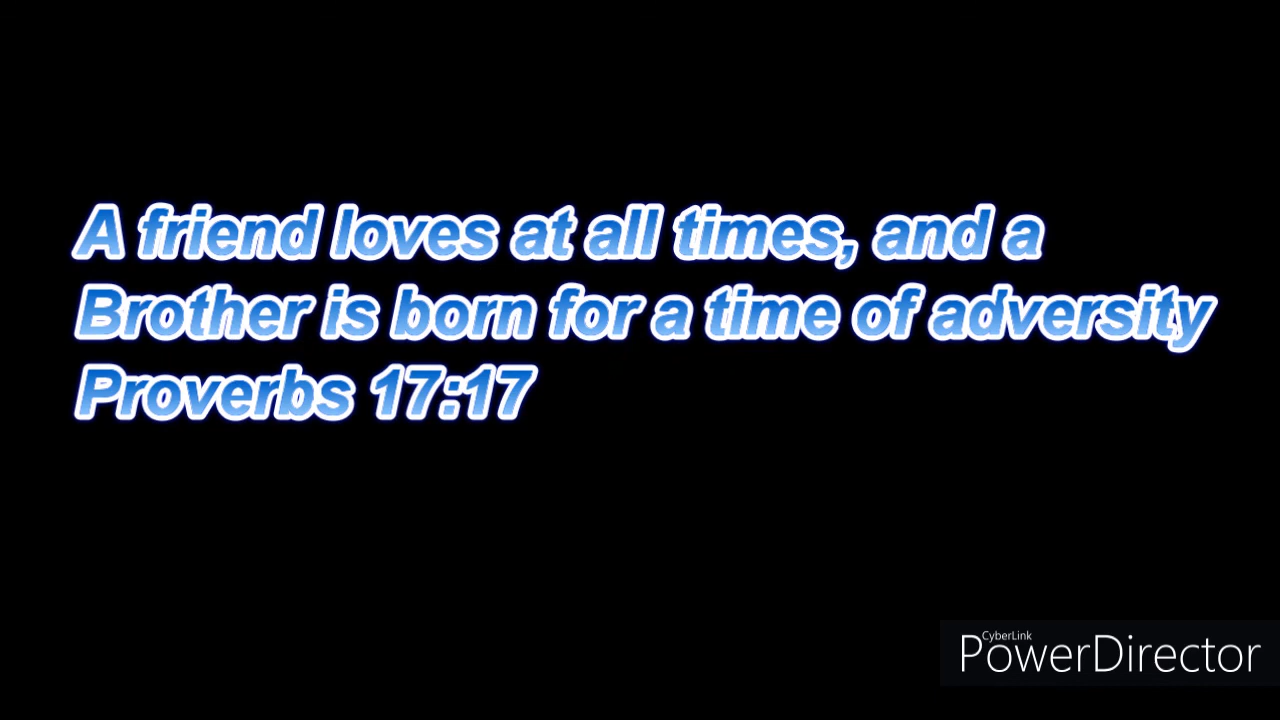 A friend loves at all times, and a
Brother is born for a time of adversity
Proverbs 17:17
CyberLink
PowerDirector